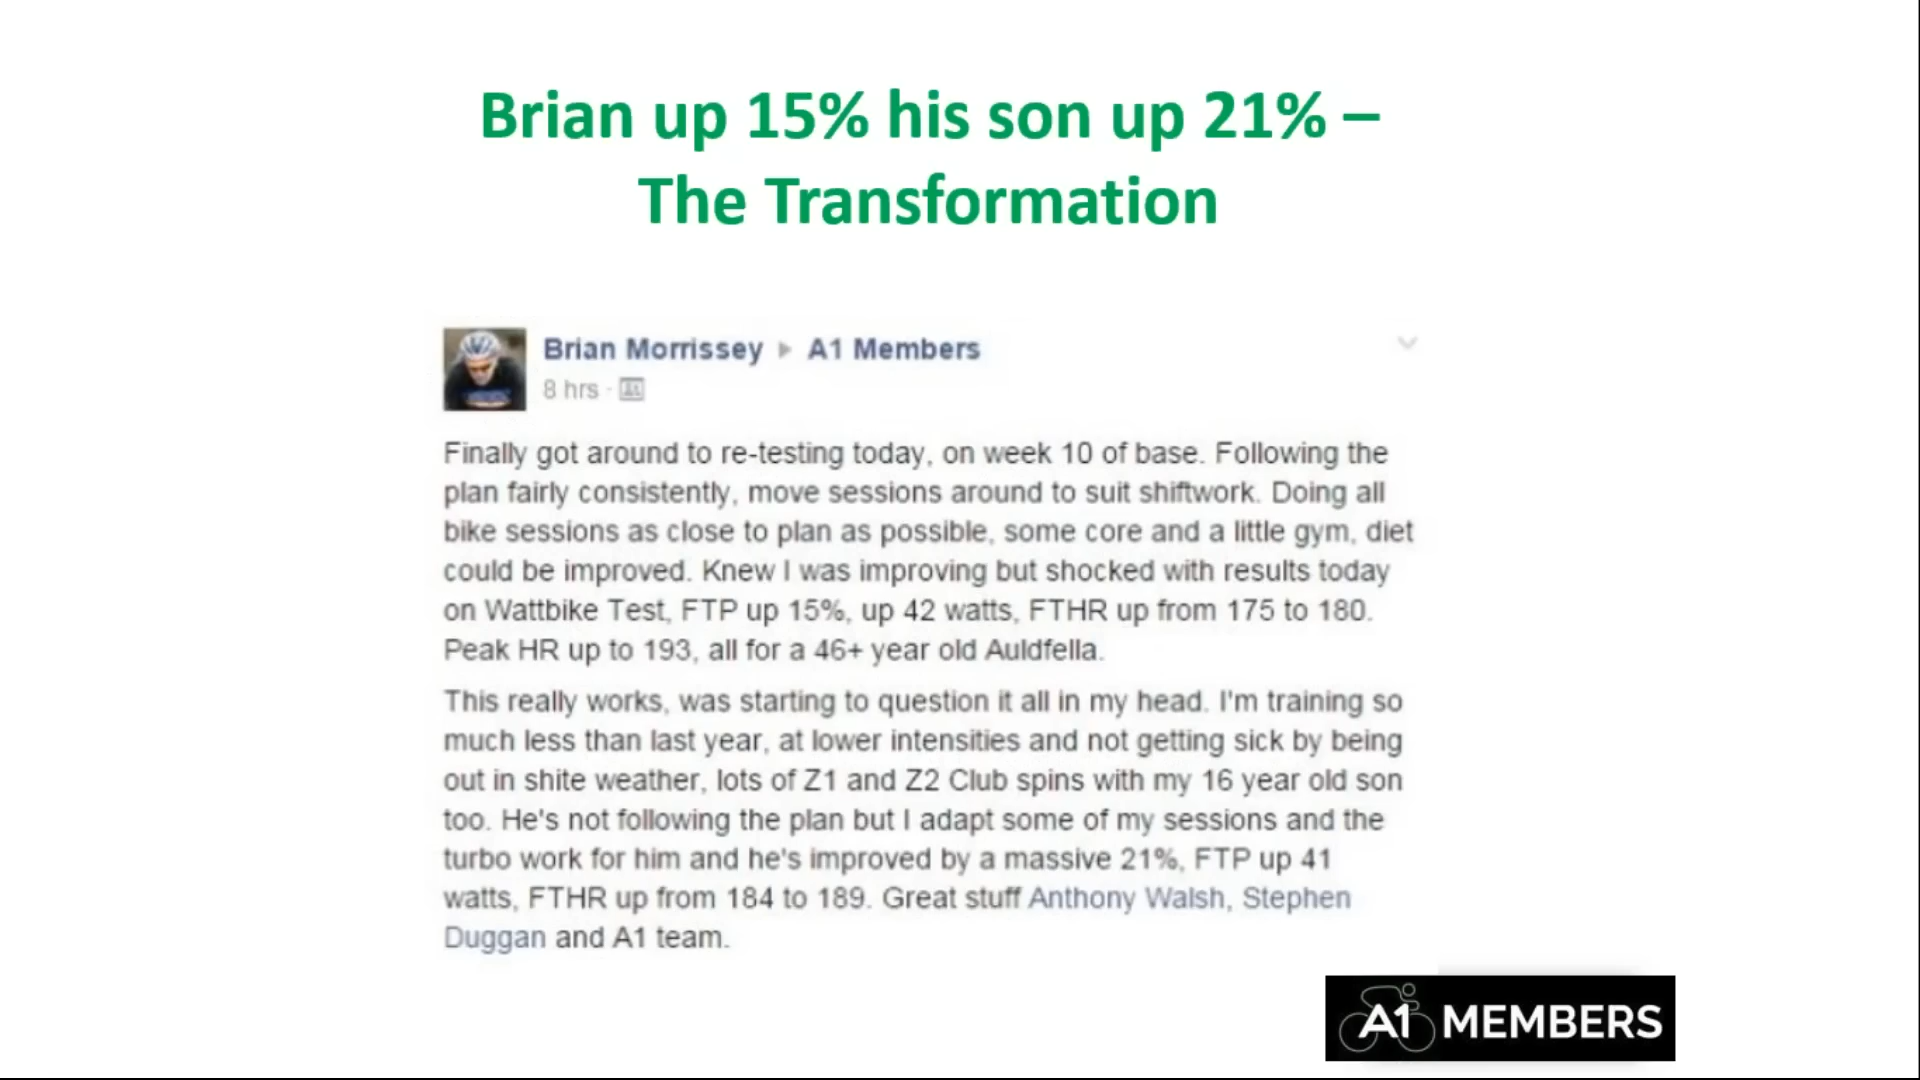 Brian up 15% his son up 21% –
The Transformation
Brian Morrissey ▸ A1 Members
8 hrs ·
Finally got around to re-testing today, on week 10 of base. Following the
plan fairly consistently, move sessions around to suit shiftwork. Doing all
bike sessions as close to plan as possible, some core and a little gym, diet
could be improved. Knew I was improving but shocked with results today
on Wattbike Test, FTP up 15%, up 42 watts, FTHR up from 175 to 180.
Peak HR up to 193, all for a 46+ year old Auldfella.
This really works, was starting to question it all in my head. I'm training so
much less than last year, at lower intensities and not getting sick by being
out in shite weather, lots of Z1 and Z2 Club spins with my 16 year old son
too. He's not following the plan but I adapt some of my sessions and the
turbo work for him and he's improved by a massive 21%, FTP up 41
watts, FTHR up from 184 to 189. Great stuff Anthony Walsh, Stephen
Duggan and A1 team.
A1 MEMBERS